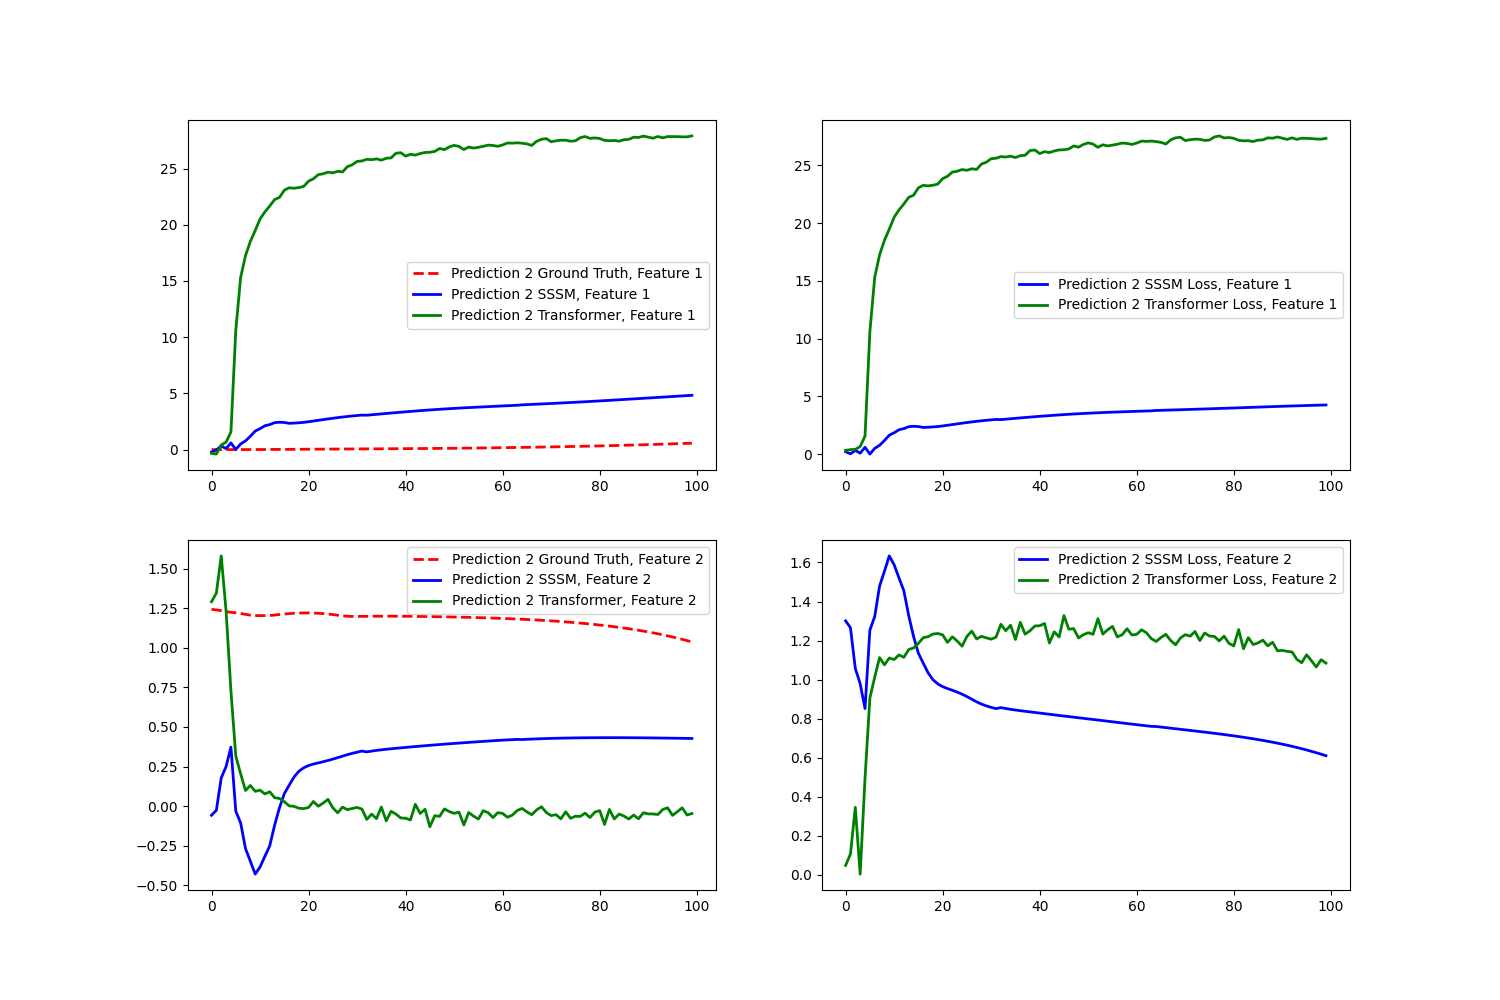 25
20
15
10
5
0
Prediction 2 Ground Truth, Feature 1
Prediction 2 SSSM, Feature 1
Prediction 2 Transformer, Feature 1
0 20 40 60 80 100
25
20
15
10
5
0
Prediction 2 SSSM Loss, Feature 1
Prediction 2 Transformer Loss, Feature 1
0 20 40 60 80 100
1.50
1.25
1.00
0.75
0.50
0.25
0.00
−0.25
−0.50
Prediction 2 Ground Truth, Feature 2
Prediction 2 SSSM, Feature 2
Prediction 2 Transformer, Feature 2
0 20 40 60 80 100
1.6
1.4
1.2
1.0
0.8
0.6
0.4
0.2
0.0
Prediction 2 SSSM Loss, Feature 2
Prediction 2 Transformer Loss, Feature 2
0 20 40 60 80 100